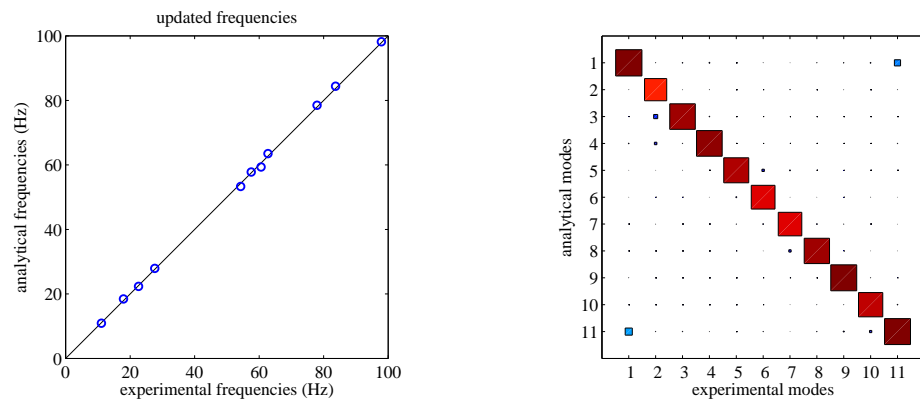 updated frequencies
100
80
60
40
20
0
0 20 40 60 80 100
analytical frequencies (Hz)
experimental frequencies (Hz)
1
2
3
4
5
6
7
8
9
10
11
1 2 3 4 5 6 7 8 9 10 11
analytical modes
experimental modes